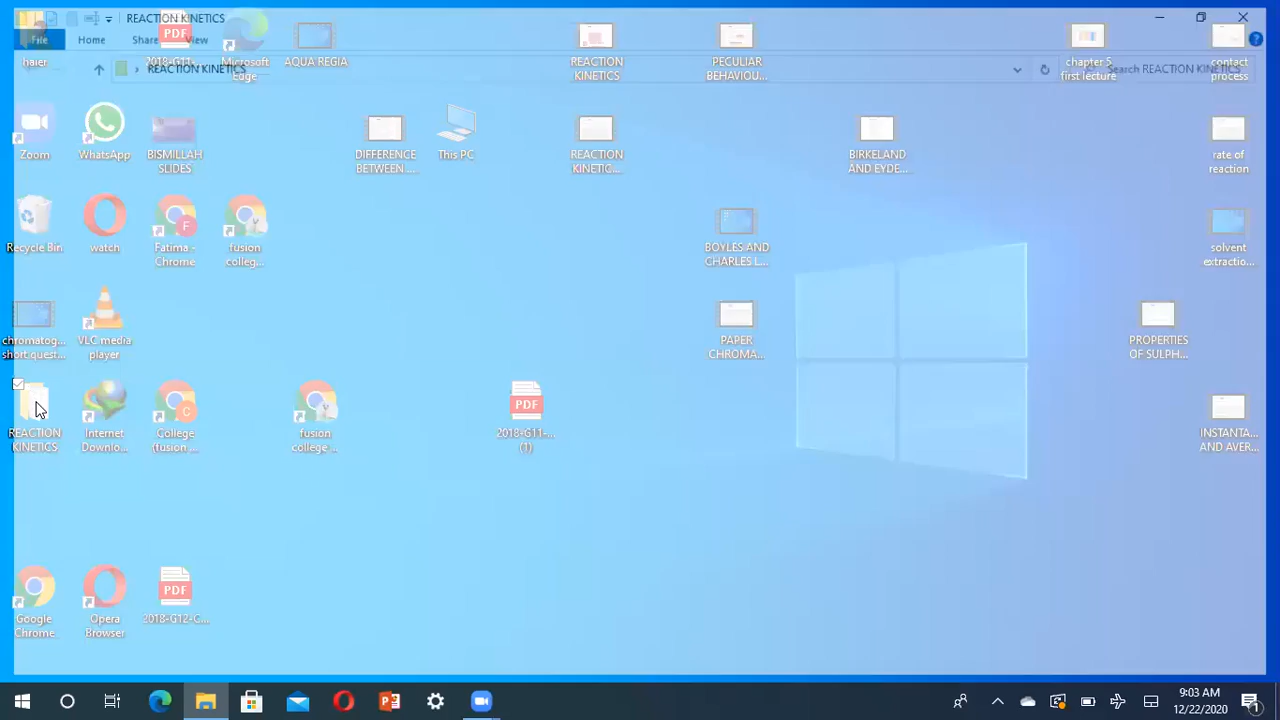 REACTION KINETICS
File
Home
Share
View
REACTION KINETICS
Search REACTION KINETICS
haier
2018-G11-...
Microsoft
Edge
AQUA REGIA
REACTION
KINETICS
PECULIAR
BEHAVIOU...
chapter 5
first lecture
contact
process
Zoom
WhatsApp
BISMILLAH
SLIDES
DIFFERENCE
BETWEEN ...
This PC
REACTION
KINETIC...
BIRKELAND
AND EYDE...
rate of
reaction
Recycle Bin
watch
Fatima -
Chrome
fusion
colleg...
BOYLES AND
CHARLES L...
solvent
extractio...
chromatog...
short quest...
VLC media
player
PAPER
CHROMA...
PROPERTIES
OF SULPH...
REACTION
KINETICS
Internet
Downlo...
College
(fusion ...
fusion
college ...
PDF
2018-G11-...
(1)
INSTANTA...
AND AVER...
Google
Chrome
Opera
Browser
PDF
2018-G12-C...
9:03 AM
12/22/2020